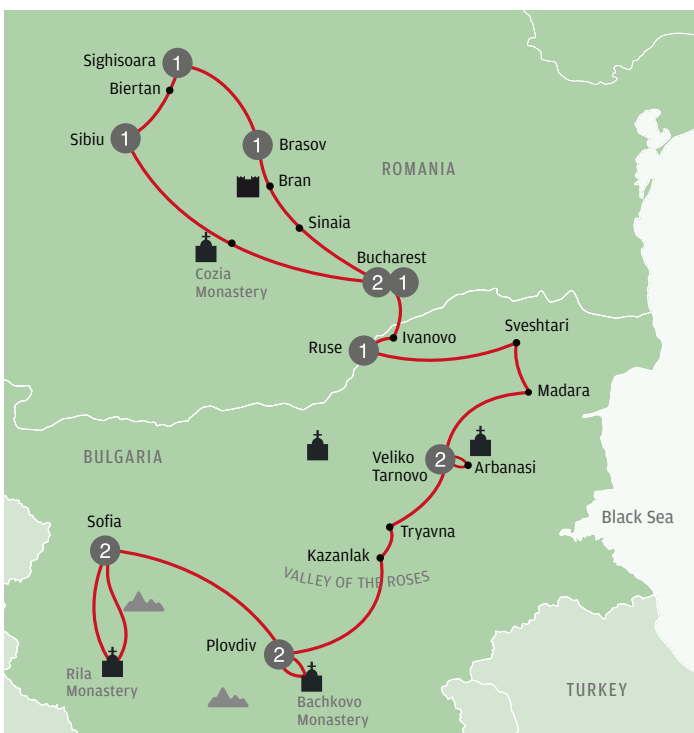 Sighisoara
1
Biertan
Sibiu
1
1
Brasov
ROMANIA
Bran
Sinaia
Bucharest
Cozia
Monastery
2
1
Sveshtari
Ivanovo
Ruse
1
Madara
BULGARIA
Veliko
Tarnovo
2
Arbanasi
Black Sea
Sofia
Tryavna
2
Kazanlak
VALLEY OF THE ROSES
Plovdiv
2
Rila
Monastery
TURKEY
Bachkovo
Monastery